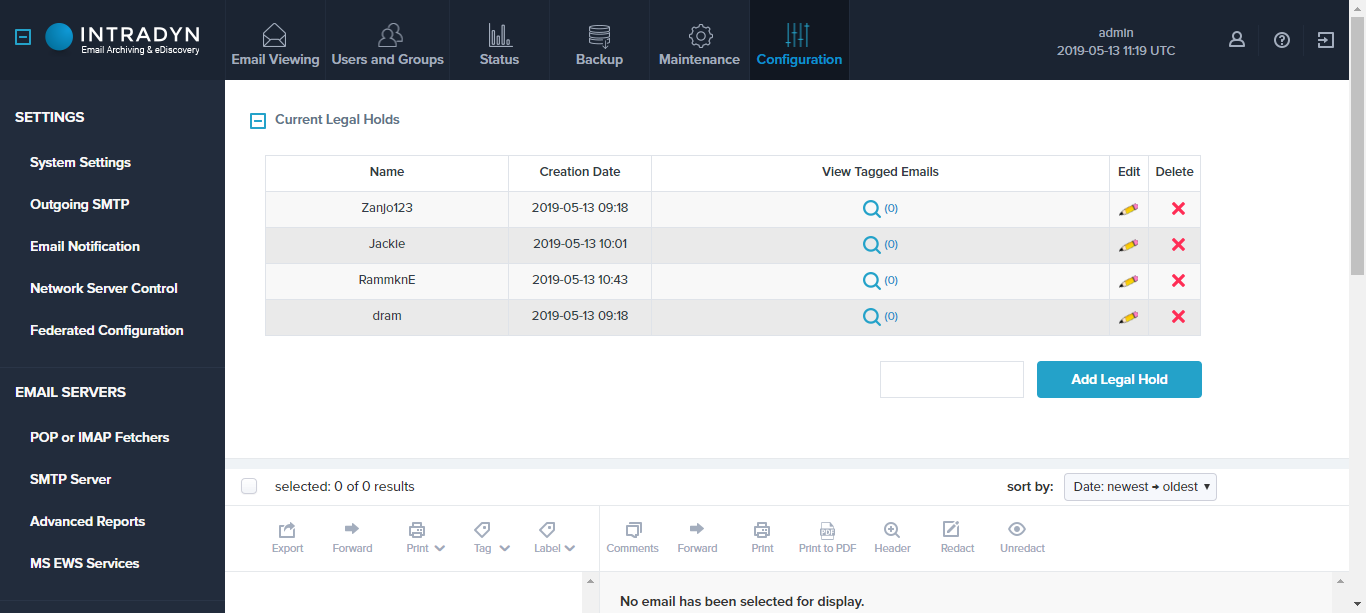 INTRADYN
Email Archiving & eDiscovery
Email Viewing
Users and Groups
Status
Backup
Maintenance
Configuration
admin
2019-05-13 11:19 UTC
SETTINGS
System Settings
Outgoing SMTP
Email Notification
Network Server Control
Federated Configuration
EMAIL SERVERS
POP or IMAP Fetchers
SMTP Server
Advanced Reports
MS EWS Services
Current Legal Holds
Name Creation Date View Tagged Emails Edit Delete
Zanjo123 2019-05-13 09:18 (0)
Jackie 2019-05-13 10:01 (0)
RammknE 2019-05-13 10:43 (0)
dram 2019-05-13 09:18 (0)
Add Legal Hold
selected: 0 of 0 results
sort by: Date: newest → oldest
Export Forward Print Tag Label
Comments Forward Print Print to PDF Header Redact Unredact
PDF
No email has been selected for display.